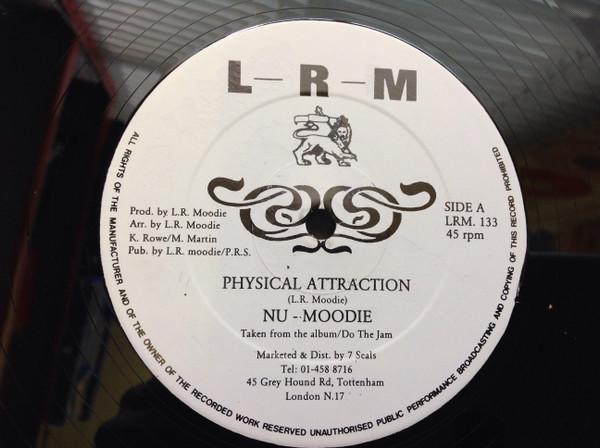 L-R-M
Prod. by L.R. Moodie
Arr. by L.R. Moodie
K. Rowe/M. Martin
Pub. by L.R. moodie/P.R.S.
SIDE A
LRM. 133
45 rpm
PHYSICAL ATTRACTION
(L.R. Moodie)
NU - MOODIE
Taken from the album/Do The Jam
Marketed & Dist. by 7 Seals
Tel: 01-458 8716
45 Grey Hound Rd, Tottenham
London N.17
ALL RIGHTS OF THE MANUFACTURER AND OF THE OWNER OF THE RECORDED WORK RESERVED UNAUTHORISED PUBLIC PERFORMANCE BROADCASTING AND COPYING OF THIS RECORD PROHIBITED